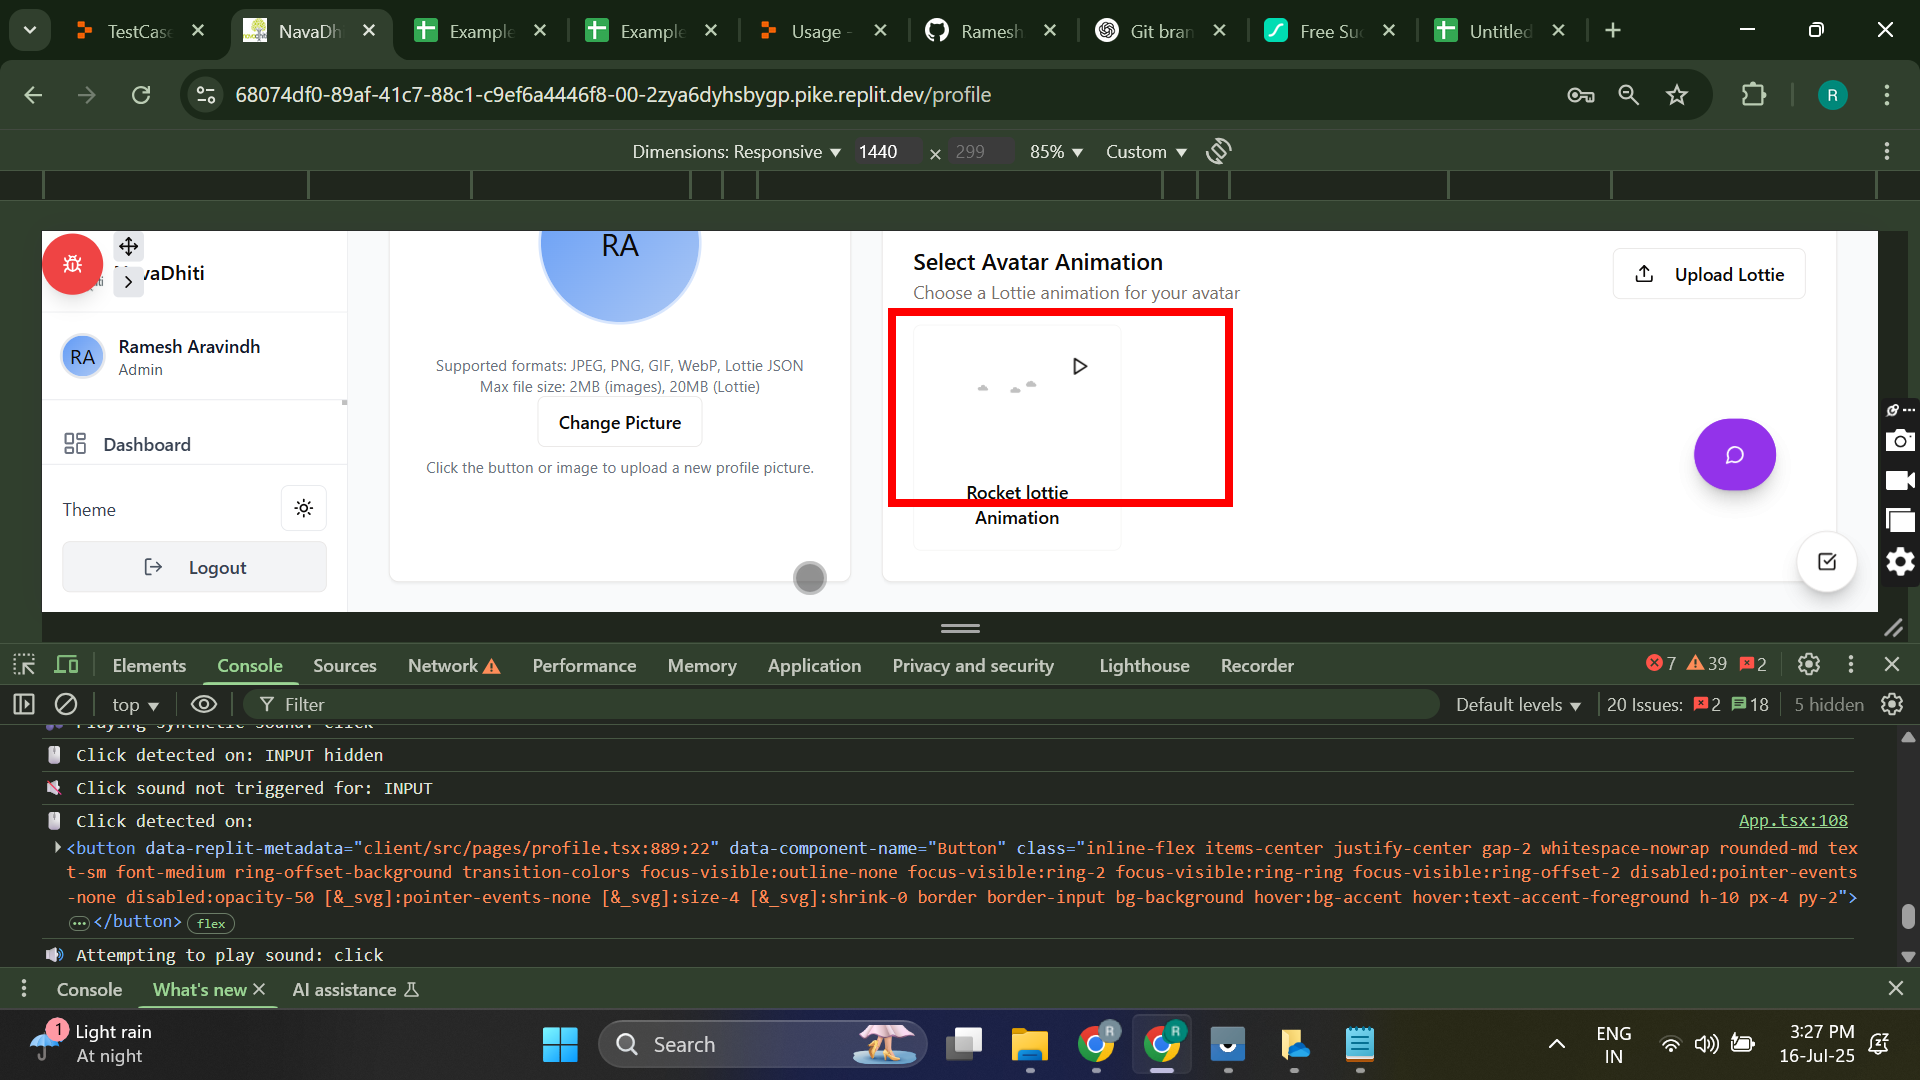 TestCase
NavaDh
Example
Example
Usage -
Ramesh
Git bran
Free Su
Untitled
68074df0-89af-41c7-88c1-c9ef6a4446f8-00-2zya6dyhsbygp.pike.replit.dev/profile
R
Dimensions: Responsive ▼ 1440 × 299 85% ▼ Custom ▼
RA
NavaDhiti
Select Avatar Animation
Upload Lottie
Choose a Lottie animation for your avatar
RA
Ramesh Aravindh
Admin
Supported formats: JPEG, PNG, GIF, WebP, Lottie JSON
Max file size: 2MB (images), 20MB (Lottie)
Change Picture
Click the button or image to upload a new profile picture.
Dashboard
Rocket lottie
Animation
Theme
Logout
Elements Console Sources Network Performance Memory Application Privacy and security Lighthouse Recorder 7 39 2
top ▼ Filter Default levels ▼ 20 Issues: 2 18 5 hidden
Playing synthetic sound: click
Click detected on: INPUT hidden
Click sound not triggered for: INPUT
Click detected on: App.tsx:108
<button data-replit-metadata="client/src/pages/profile.tsx:889:22" data-component-name="Button" class="inline-flex items-center justify-center gap-2 whitespace-nowrap rounded-md tex
t-sm font-medium ring-offset-background transition-colors focus-visible:outline-none focus-visible:ring-2 focus-visible:ring-ring focus-visible:ring-offset-2 disabled:pointer-events
-none disabled:opacity-50 [&_svg]:pointer-events-none [&_svg]:size-4 [&_svg]:shrink-0 border border-input bg-background hover:bg-accent hover:text-accent-foreground h-10 px-4 py-2">
</button> flex
Attempting to play sound: click
Console What's new AI assistance
1 Light rain
At night
Search
R
R
ENG
IN
3:27 PM
16-Jul-25